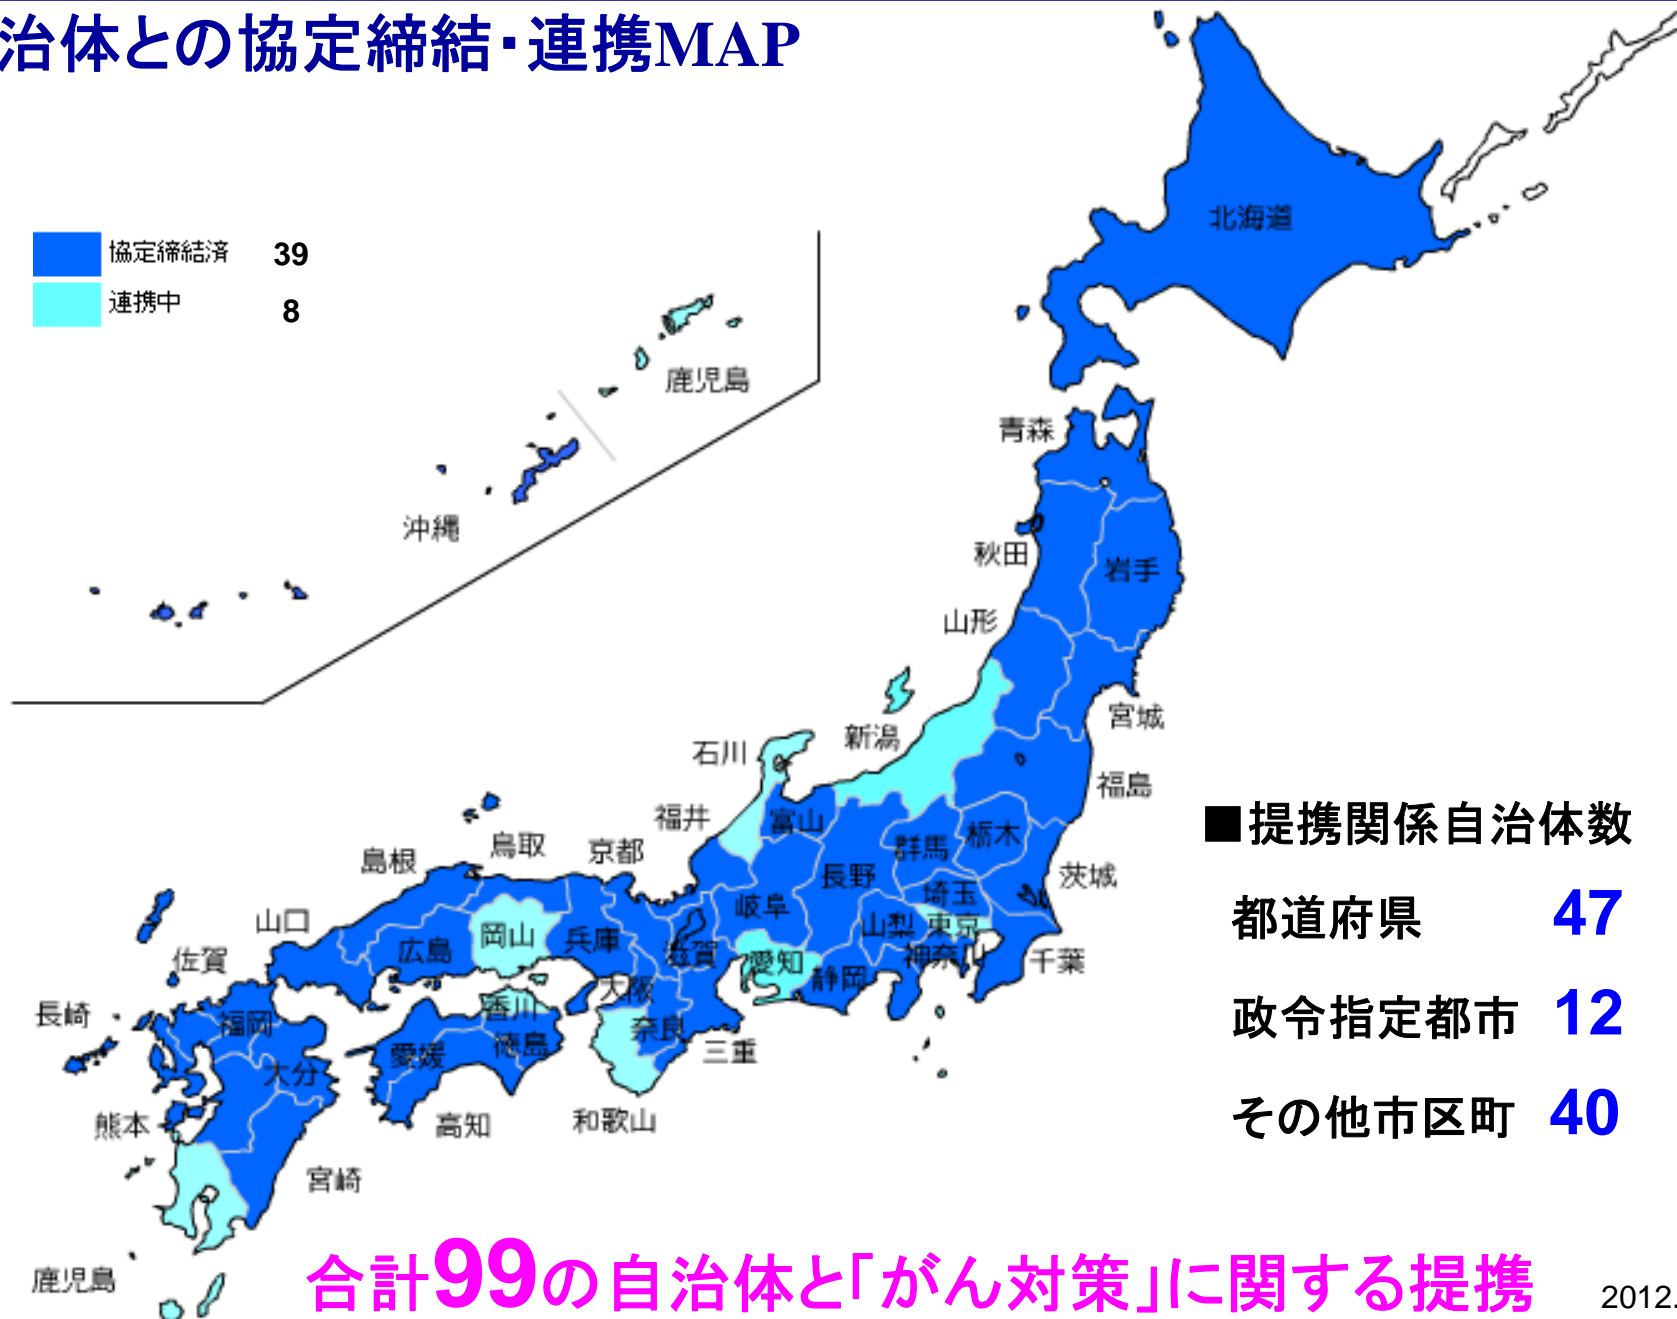 治体との協定締結・連携MAP
協定締結済 39
連携中 8
北海道
鹿児島
青森
沖縄
秋田
岩手
山形
宮城
新潟
石川
福島
福井
富山
群馬
栃木
鳥取
京都
島根
長野
茨城
埼玉
岐阜
山梨
東京
山口
岡山
兵庫
広島
滋賀
神奈川
千葉
佐賀
愛知
静岡
大阪
香川
長崎
福岡
奈良
徳島
三重
愛媛
大分
熊本
高知
和歌山
宮崎
鹿児島
■提携関係自治体数
都道府県 47
政令指定都市 12
その他市区町 40
合計99の自治体と「がん対策」に関する提携
2012.